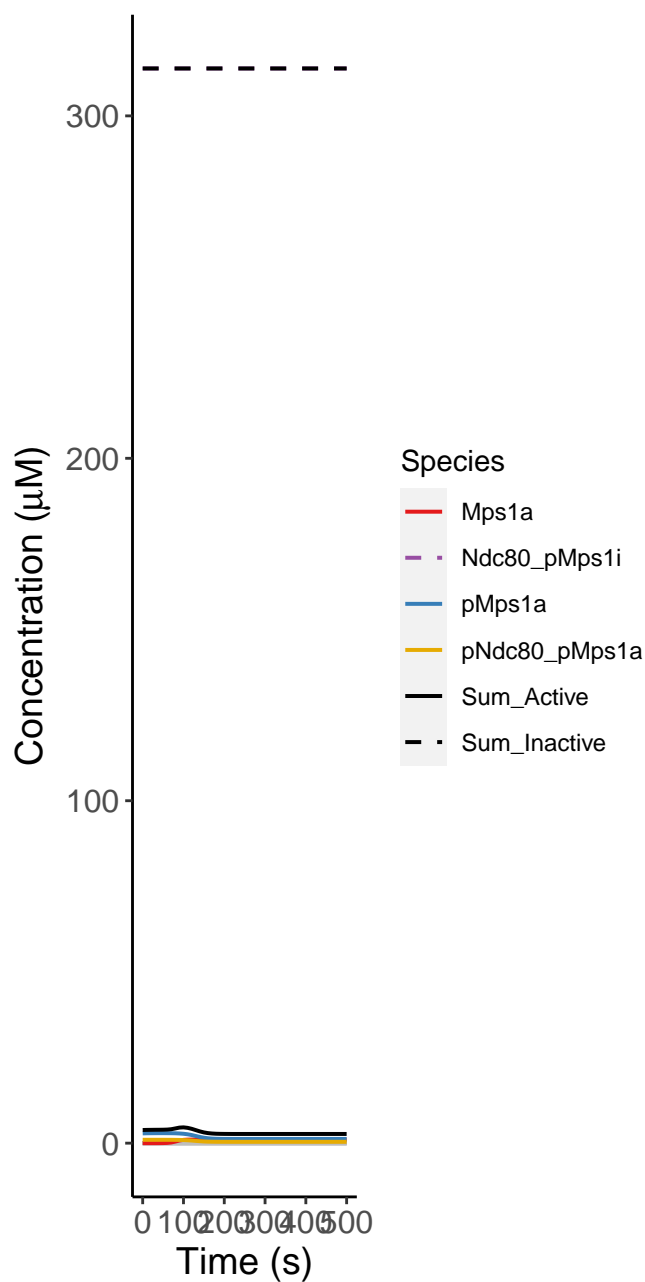 300
200
100
0
Concentration (μM)
0 100 200 300 400 500
Time (s)
Species
Mps1a
Ndc80_pMps1i
pMps1a
pNdc80_pMps1a
Sum_Active
Sum_Inactive